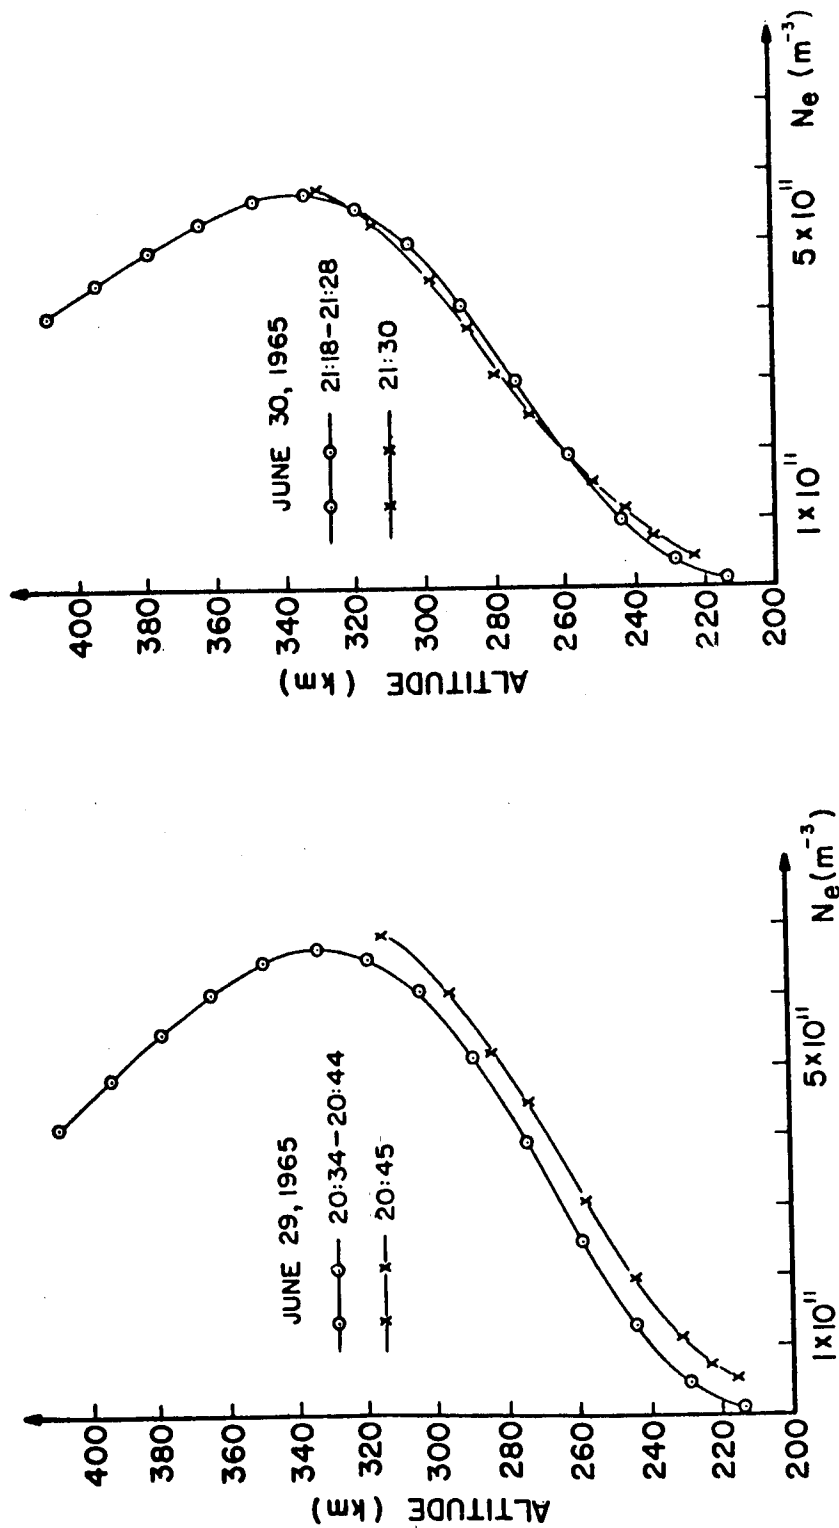 ALTITUDE (km)
400
380
360
340
320
300
280
260
240
220
200
JUNE 29, 1965
20:34-20:44
20:45
1x10¹¹
5x10¹¹
Ne (m⁻³)
ALTITUDE (km)
400
380
360
340
320
300
280
260
240
220
200
JUNE 30, 1965
21:18-21:28
21:30
1x10¹¹
5x10¹¹
Ne (m⁻³)